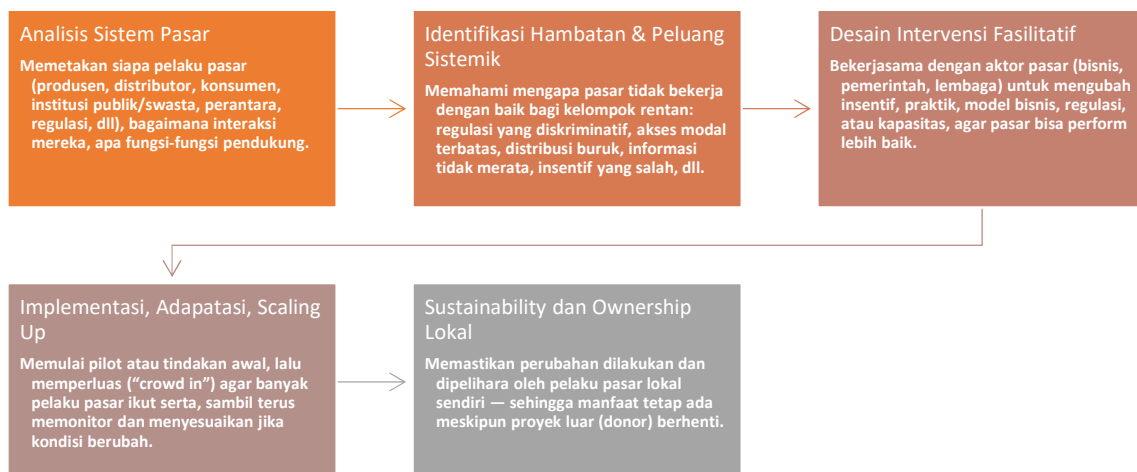 Analisis Sistem Pasar
Memetakan siapa pelaku pasar
(produsen, distributor, konsumen,
institusi publik/swasta, perantara,
regulasi, dll), bagaimana interaksi
mereka, apa fungsi-fungsi pendukung.
Identifikasi Hambatan & Peluang
Sistemik
Memahami mengapa pasar tidak bekerja
dengan baik bagi kelompok rentan:
regulasi yang diskriminatif, akses modal
terbatas, distribusi buruk, informasi
tidak merata, insentif yang salah, dll.
Desain Intervensi Fasilitatif
Bekerjasama dengan aktor pasar (bisnis,
pemerintah, lembaga) untuk mengubah
insentif, praktik, model bisnis, regulasi,
atau kapasitas, agar pasar bisa perform
lebih baik.
Implementasi, Adapatasi, Scaling
Up
Memulai pilot atau tindakan awal, lalu
memperluas (“crowd in”) agar banyak
pelaku pasar ikut serta, sambil terus
memonitor dan menyesuaikan jika
kondisi berubah.
Sustainability dan Ownership
Lokal
Memastikan perubahan dilakukan dan
dipelihara oleh pelaku pasar lokal
sendiri — sehingga manfaat tetap ada
meskipun proyek luar (donor) berhenti.